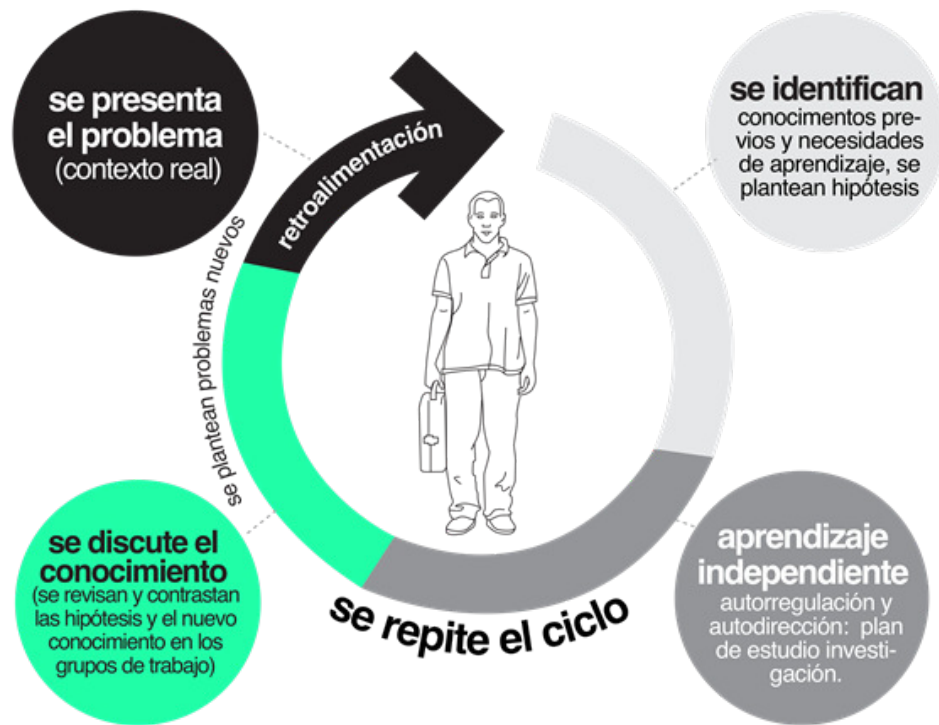 se presenta
el problema
(contexto real)
retroalimentación
se identifican
conocimientos pre-
vios y necesidades
de aprendizaje, se
plantean hipótesis
se plantean problemas nuevos
se discute el
conocimiento
(se revisan y contrastan
las hipótesis y el nuevo
conocimiento en los
grupos de trabajo)
se repite el ciclo
aprendizaje
independiente
autorregulación y
autodirección: plan
de estudio investi-
gación.